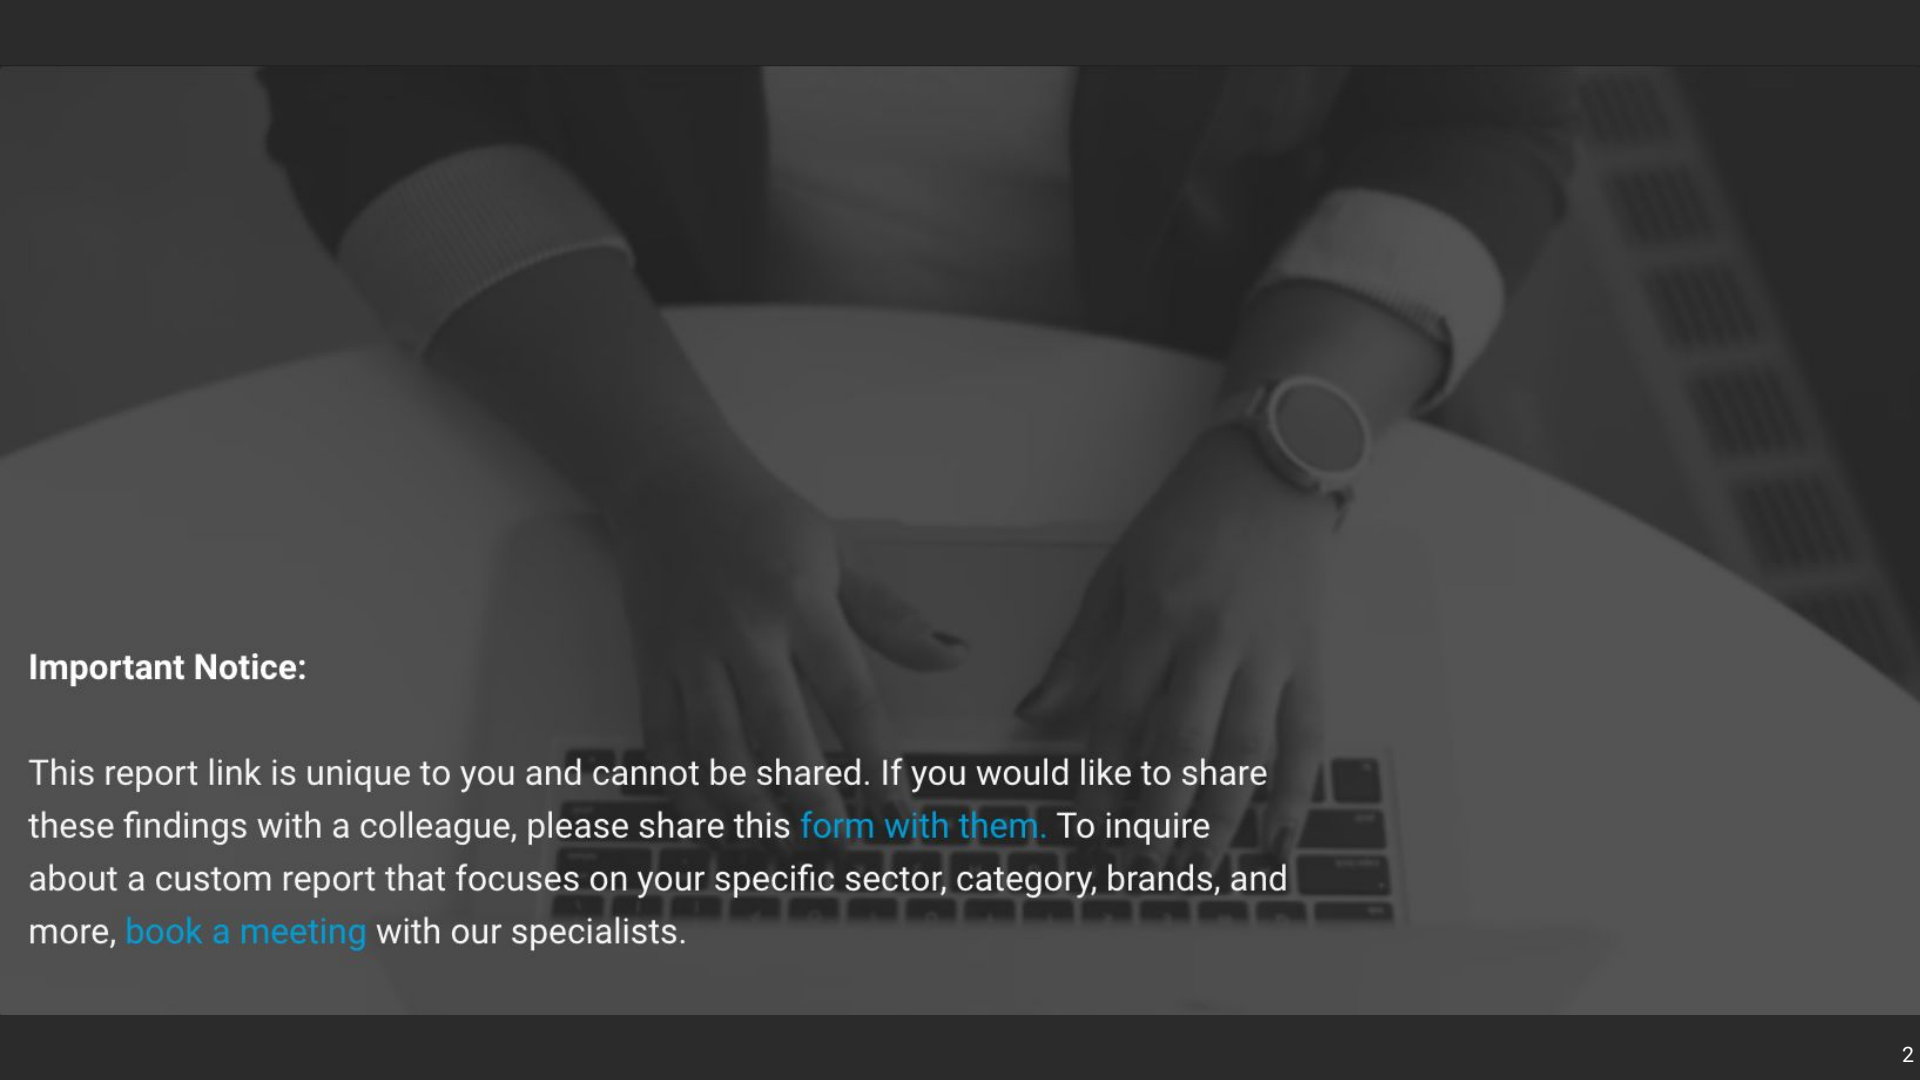 Important Notice:
This report link is unique to you and cannot be shared. If you would like to share
these findings with a colleague, please share this form with them. To inquire
about a custom report that focuses on your specific sector, category, brands, and
more, book a meeting with our specialists.
2